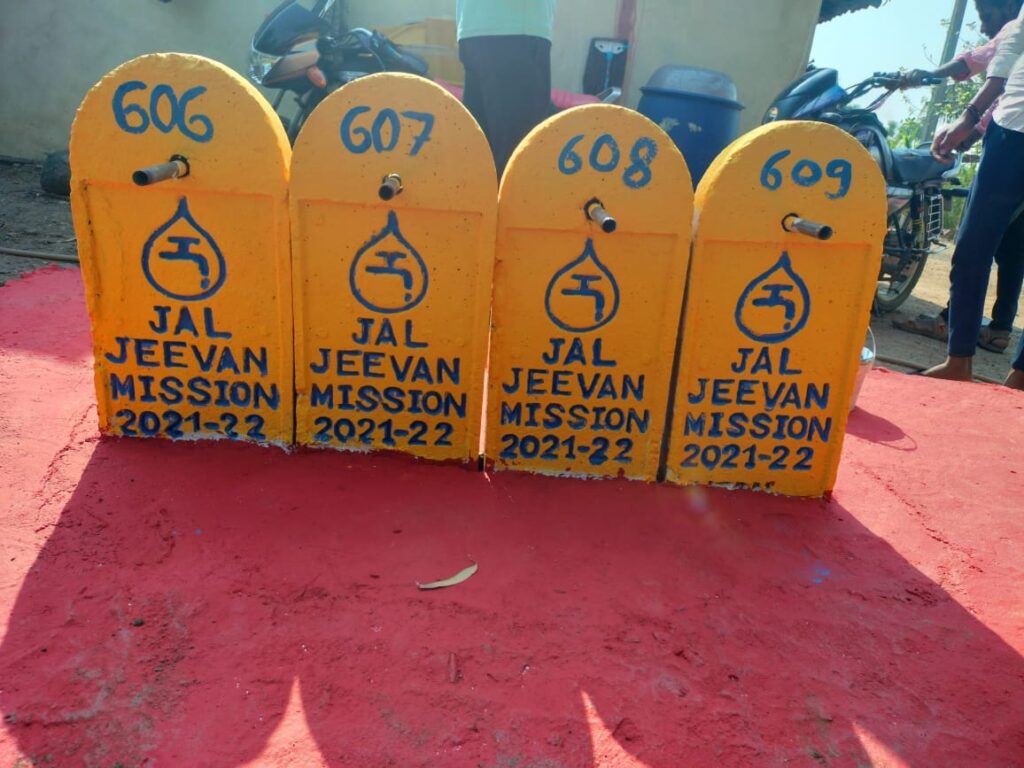 606
JAL
JEEVAN
MISSION
2021-22
607
JAL
JEEVAN
MISSION
2021-22
608
JAL
JEEVAN
MISSION
2021-22
609
JAL
JEEVAN
MISSION
2021-22